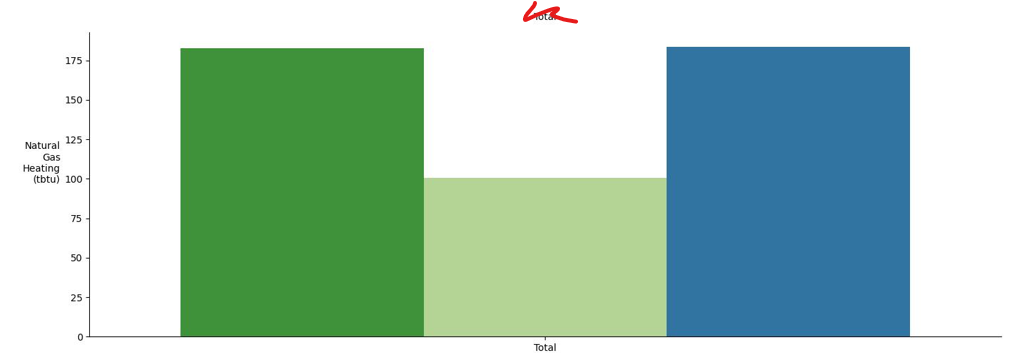 Total
175
150
125
100
75
50
25
0
Natural
Gas
Heating
(tbtu)
Total